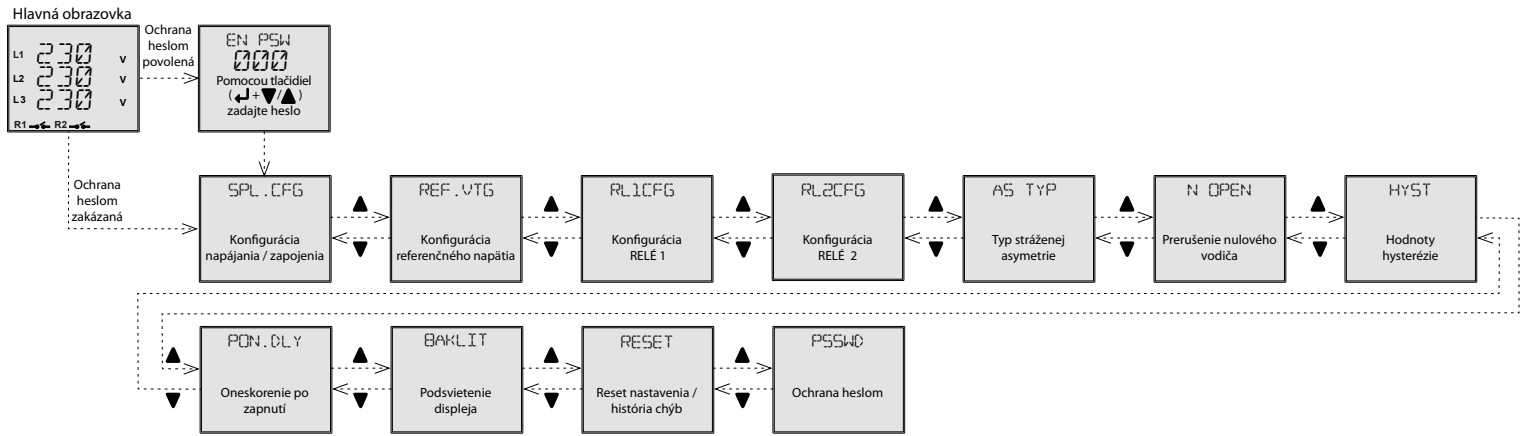 Hlavná obrazovka
L1 230 V
L2 230 V
L3 230 V
R1 R2
Ochrana
heslom
povolená
EN PSW
000
Pomocou tlačidiel
(↵+▼/▲)
zadajte heslo
Ochrana
heslom
zakázaná
SPL.CFG
Konfigurácia
napájania / zapojenia
REF.VTG
Konfigurácia
referenčného napätia
RL1CFG
Konfigurácia
RELÉ 1
RL2CFG
Konfigurácia
RELÉ 2
AS TYP
Typ stráženej
asymetrie
N OPEN
Prerušenie nulového
vodiča
HYST
Hodnoty
hysterézie
PON.DLY
Oneskorenie po
zapnutí
BAKLIT
Podsvietenie
displeja
RESET
Reset nastavenia /
história chýb
PSSWD
Ochrana heslom